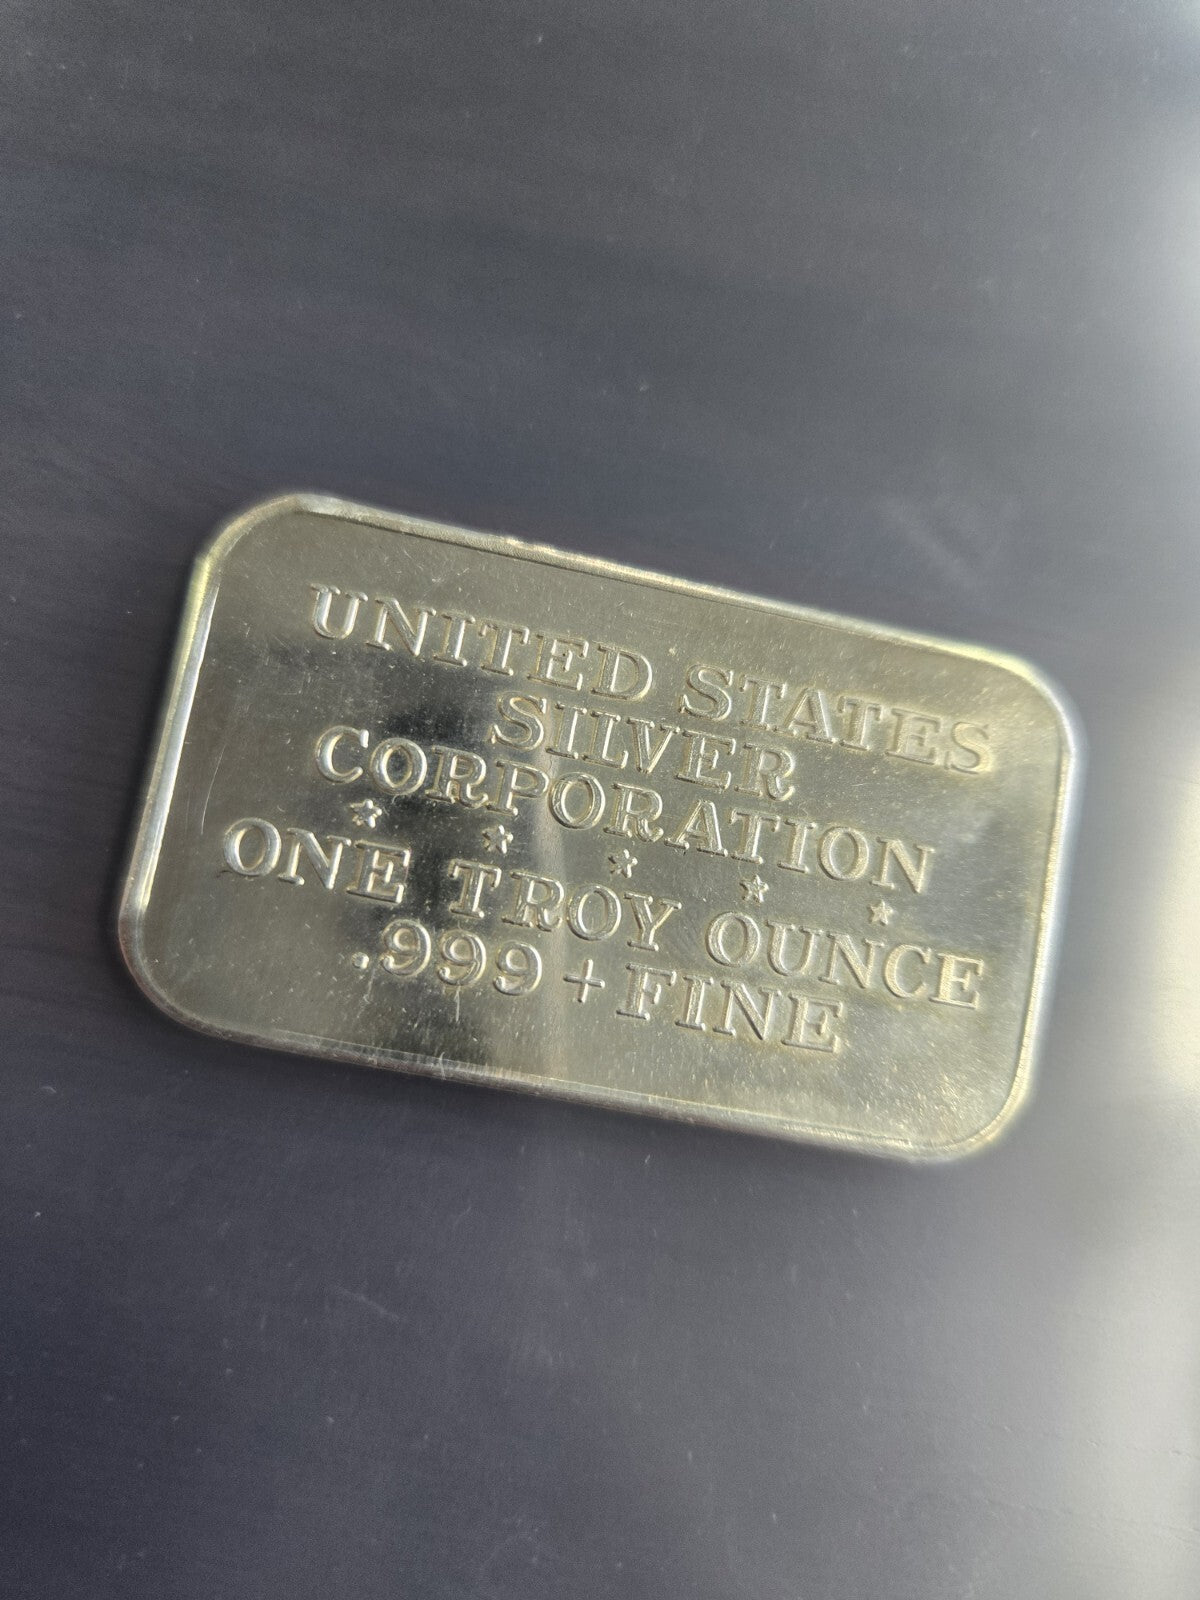 UNITED STATES
SILVER
CORPORATION
☆ ☆ ☆ ☆ ☆
ONE TROY OUNCE
.999 + FINE